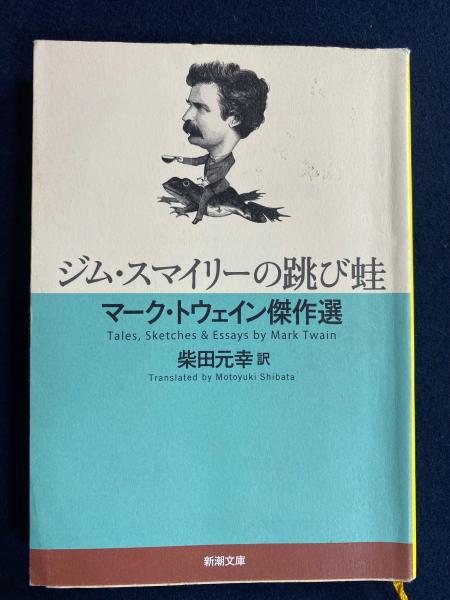 ジム・スマイリーの跳び蛙
マーク・トウェイン傑作選
Tales, Sketches & Essays by Mark Twain
柴田元幸 訳
Translated by Motoyuki Shibata
新潮文庫